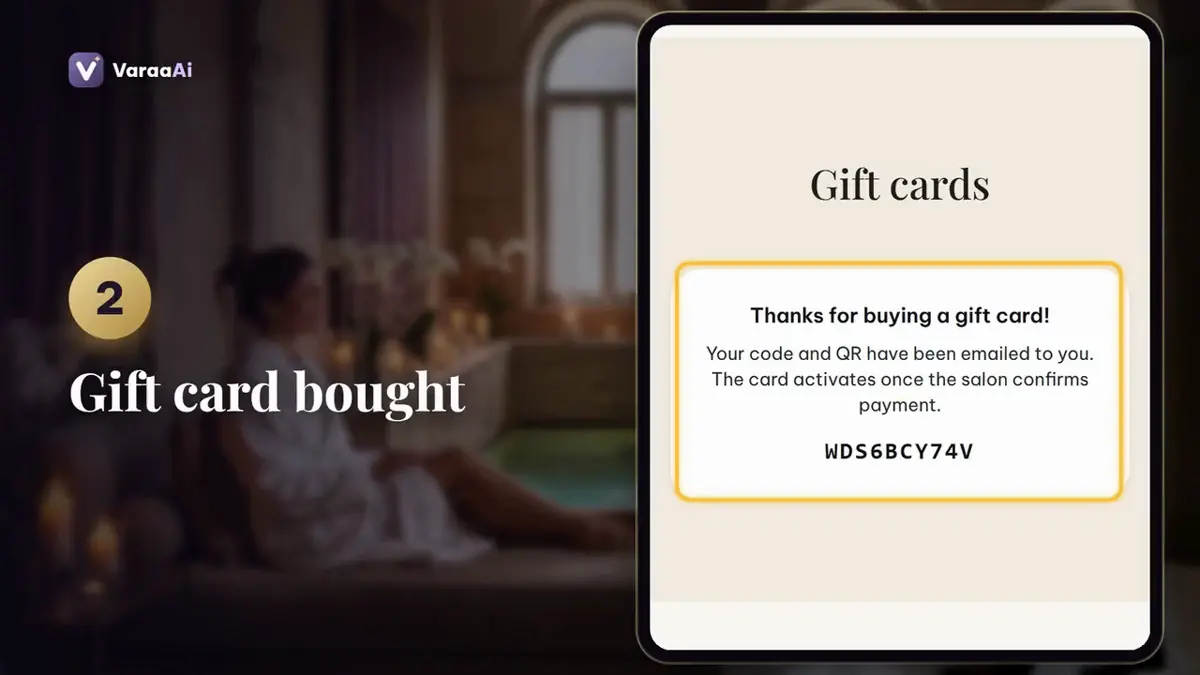 VaraaAi
2
Gift card bought
Gift cards
Thanks for buying a gift card!
Your code and QR have been emailed to you.
The card activates once the salon confirms
payment.
WDS6BCY74V